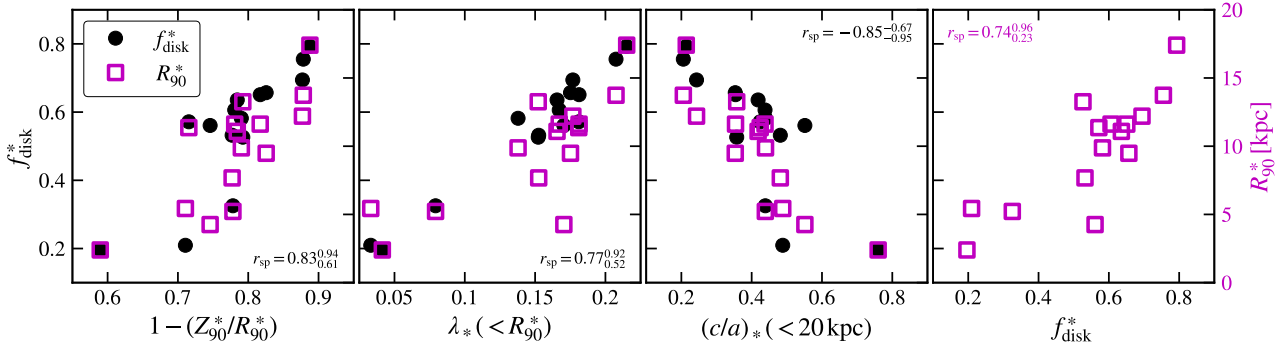 0.8
0.6
0.4
0.2
f*disk
f*disk
R*90
r_sp = 0.83^0.94_0.61
r_sp = 0.77^0.92_0.52
r_sp = −0.85^−0.67_−0.95
r_sp = 0.74^0.96_0.23
20
15
10
5
0
R*90 [kpc]
0.6 0.7 0.8 0.9
0.05 0.1 0.15 0.2
0.2 0.4 0.6 0.8
0.2 0.4 0.6 0.8
1 − (Z*90/R*90)
λ*(< R*90)
(c/a)*(< 20 kpc)
f*disk